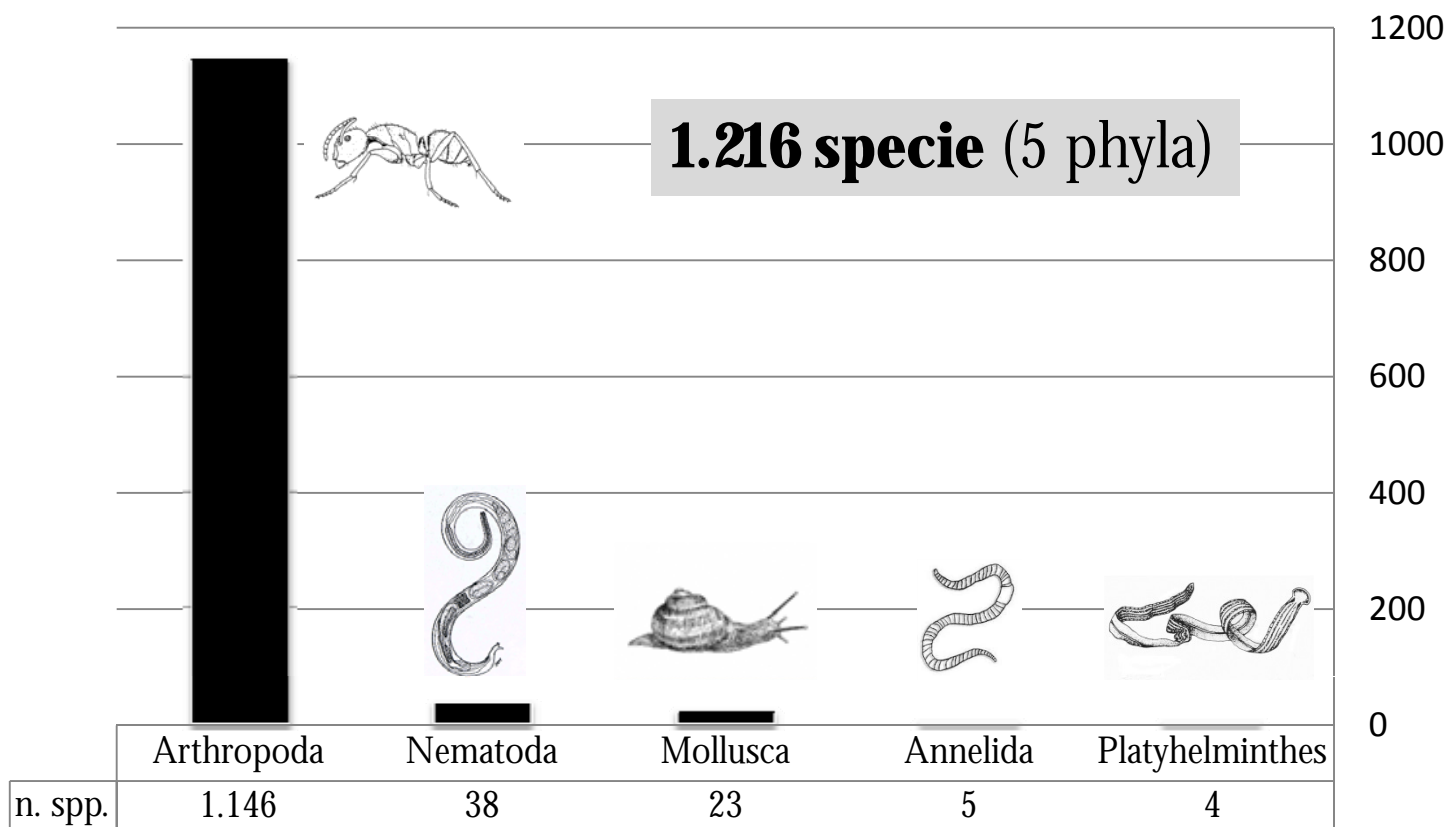 1200
1.216 specie (5 phyla)
1000
800
600
400
200
0
Arthropoda Nematoda Mollusca Annelida Platyhelminthes
n. spp. 1.146 38 23 5 4